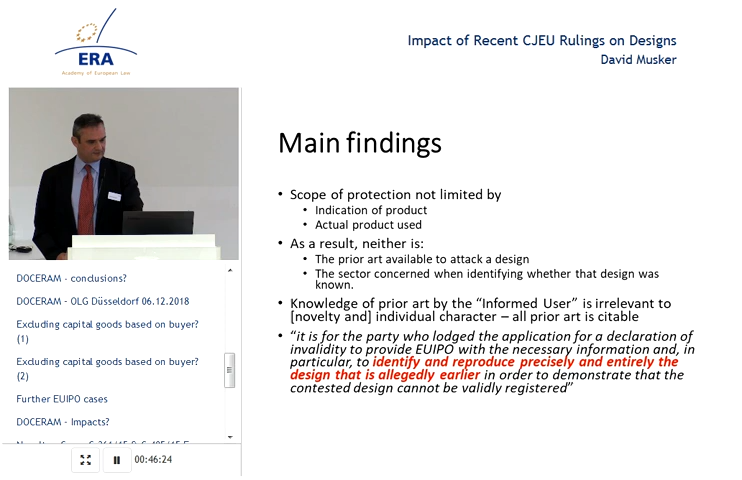 ERA
Academy of European Law
Impact of Recent CJEU Rulings on Designs
David Musker
DOCERAM - conclusions?
DOCERAM - OLG Düsseldorf 06.12.2018
Excluding capital goods based on buyer?
(1)
Excluding capital goods based on buyer?
(2)
Further EUIPO cases
DOCERAM - Impacts?
00:46:24
Main findings
• Scope of protection not limited by
• Indication of product
• Actual product used
• As a result, neither is:
• The prior art available to attack a design
• The sector concerned when identifying whether that design was
known.
• Knowledge of prior art by the “Informed User” is irrelevant to
[novelty and] individual character – all prior art is citable
• “it is for the party who lodged the application for a declaration of
invalidity to provide EUIPO with the necessary information and, in
particular, to identify and reproduce precisely and entirely the
design that is allegedly earlier in order to demonstrate that the
contested design cannot be validly registered”